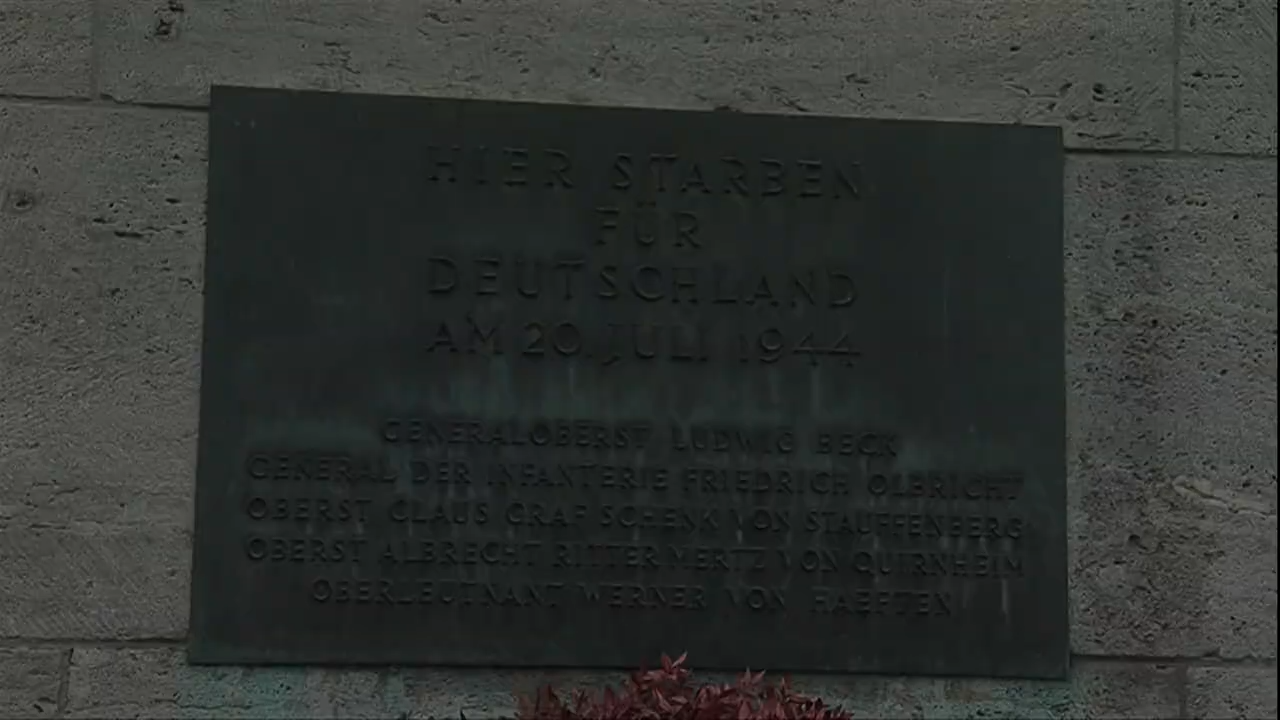 HIER STARBEN
FÜR
DEUTSCHLAND
AM 20. JULI 1944
GENERALOBERST LUDWIG BECK
GENERAL DER INFANTERIE FRIEDRICH OLBRICHT
OBERST CLAUS GRAF SCHENK VON STAUFFENBERG
OBERST ALBRECHT RITTER MERTZ VON QUIRNHEIM
OBERLEUTNANT WERNER VON HAEFTEN